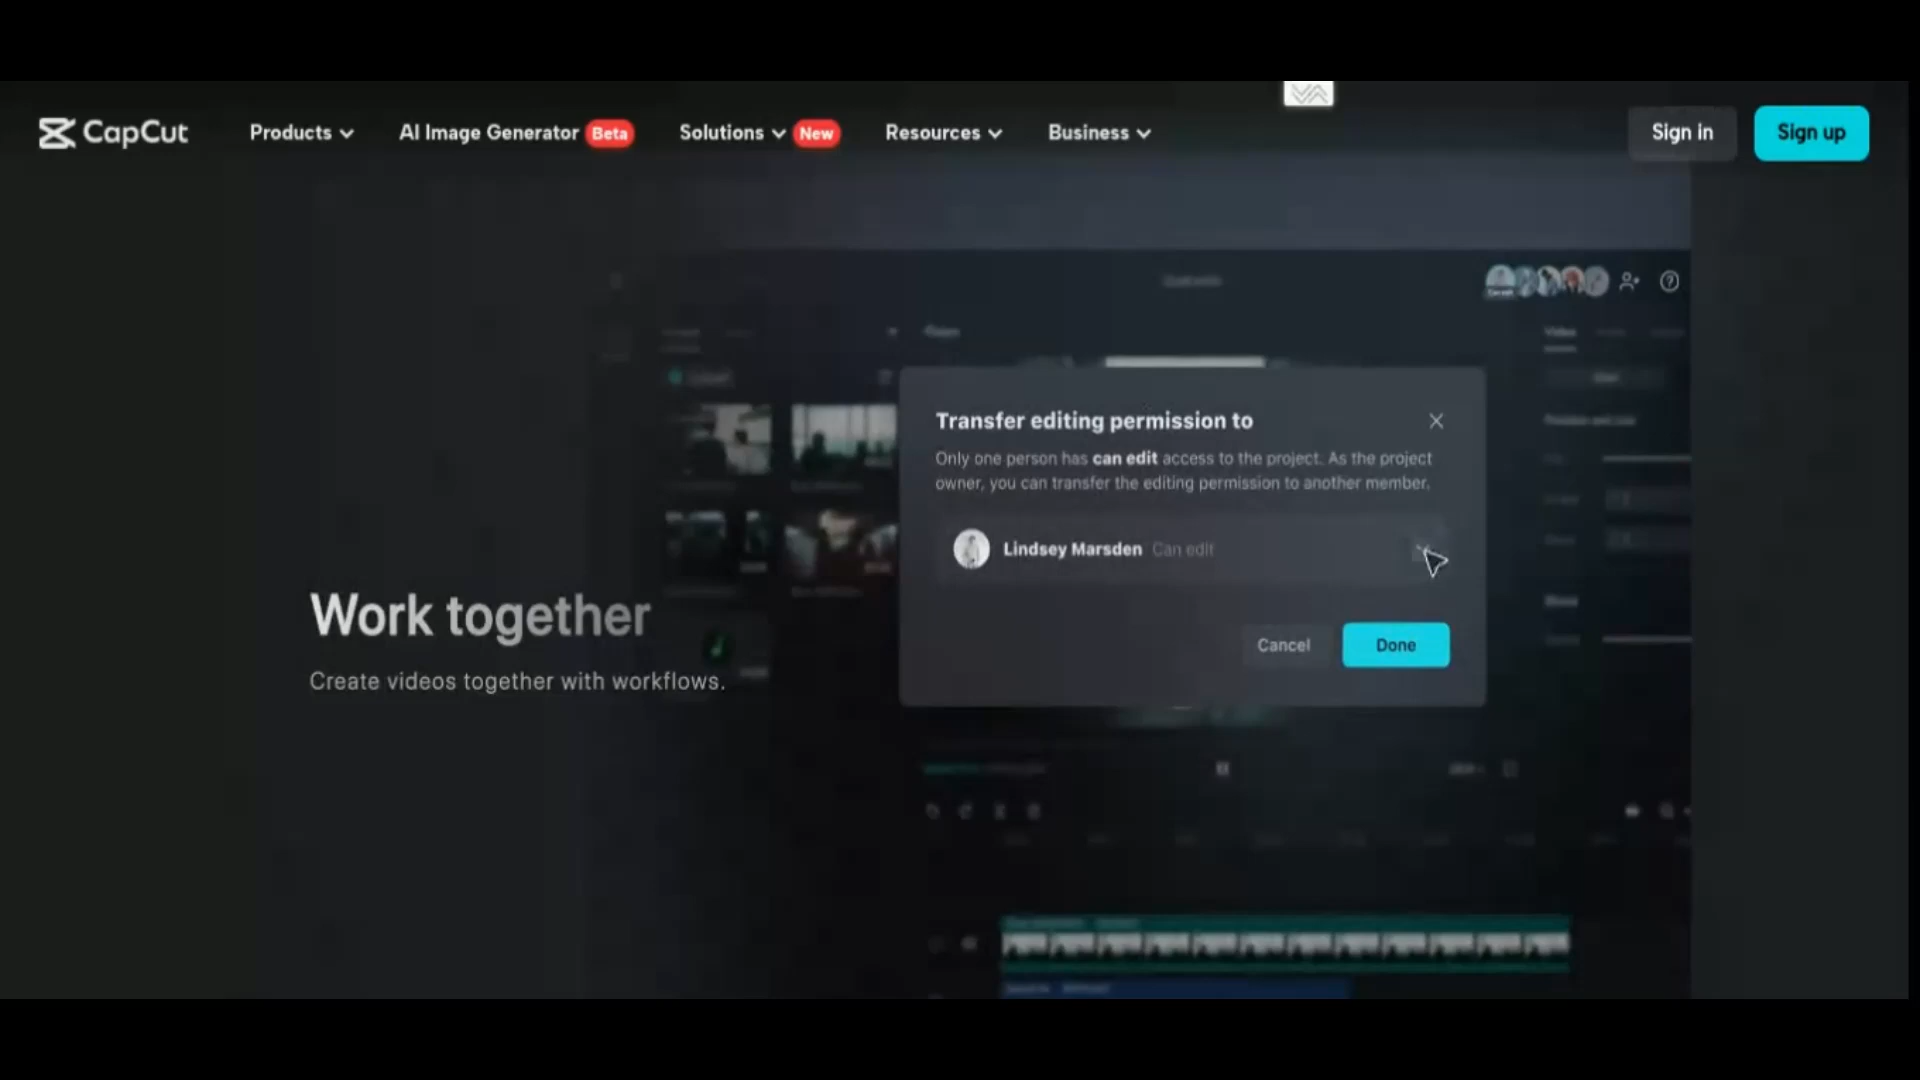 CapCut
Products
AI Image Generator Beta
Solutions New
Resources
Business
Sign in
Sign up
Transfer editing permission to
Only one person has can edit access to the project. As the project
owner, you can transfer the editing permission to another member.
Lindsey Marsden Can edit
Cancel
Done
Work together
Create videos together with workflows.
Video